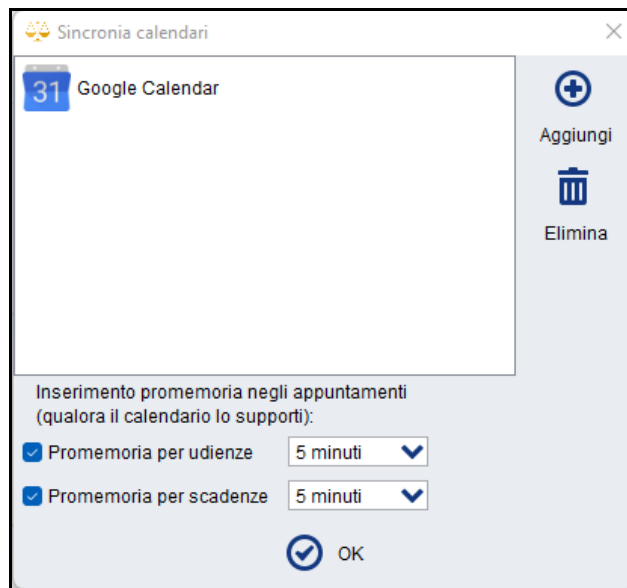 Sincronia calendari
31 Google Calendar
Aggiungi
Elimina
Inserimento promemoria negli appuntamenti
(qualora il calendario lo supporti):
Promemoria per udienze 5 minuti
Promemoria per scadenze 5 minuti
OK